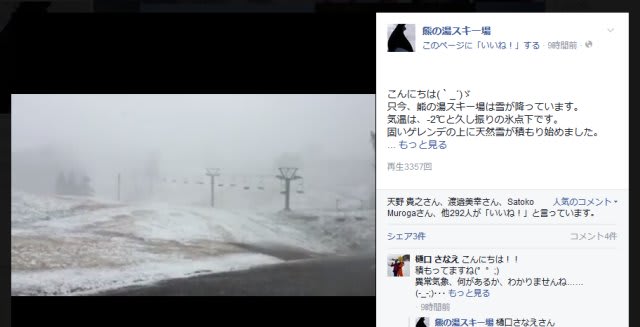 熊の湯スキー場
このページに「いいね！」する · 9時間前 ·
こんにちは(｀_´)ゞ
只今、熊の湯スキー場は雪が降っています。
気温は、-2℃と久し振りの氷点下です。
固いゲレンデの上に天然雪が積もり始めました。
... もっと見る
再生3357回
天野 貴之さん、渡邉美幸さん、Satoko
Murogaさん、他292人が「いいね！」と言っています。
人気のコメント
シェア3件
コメント4件
樋口 さなえ こんにちは！！
積もってますね(゜゜;)
異常気象、何があるか、わかりませんね……
(-_-;)･･･ もっと見る
9時間前
熊の湯スキー場 樋口さなえさん